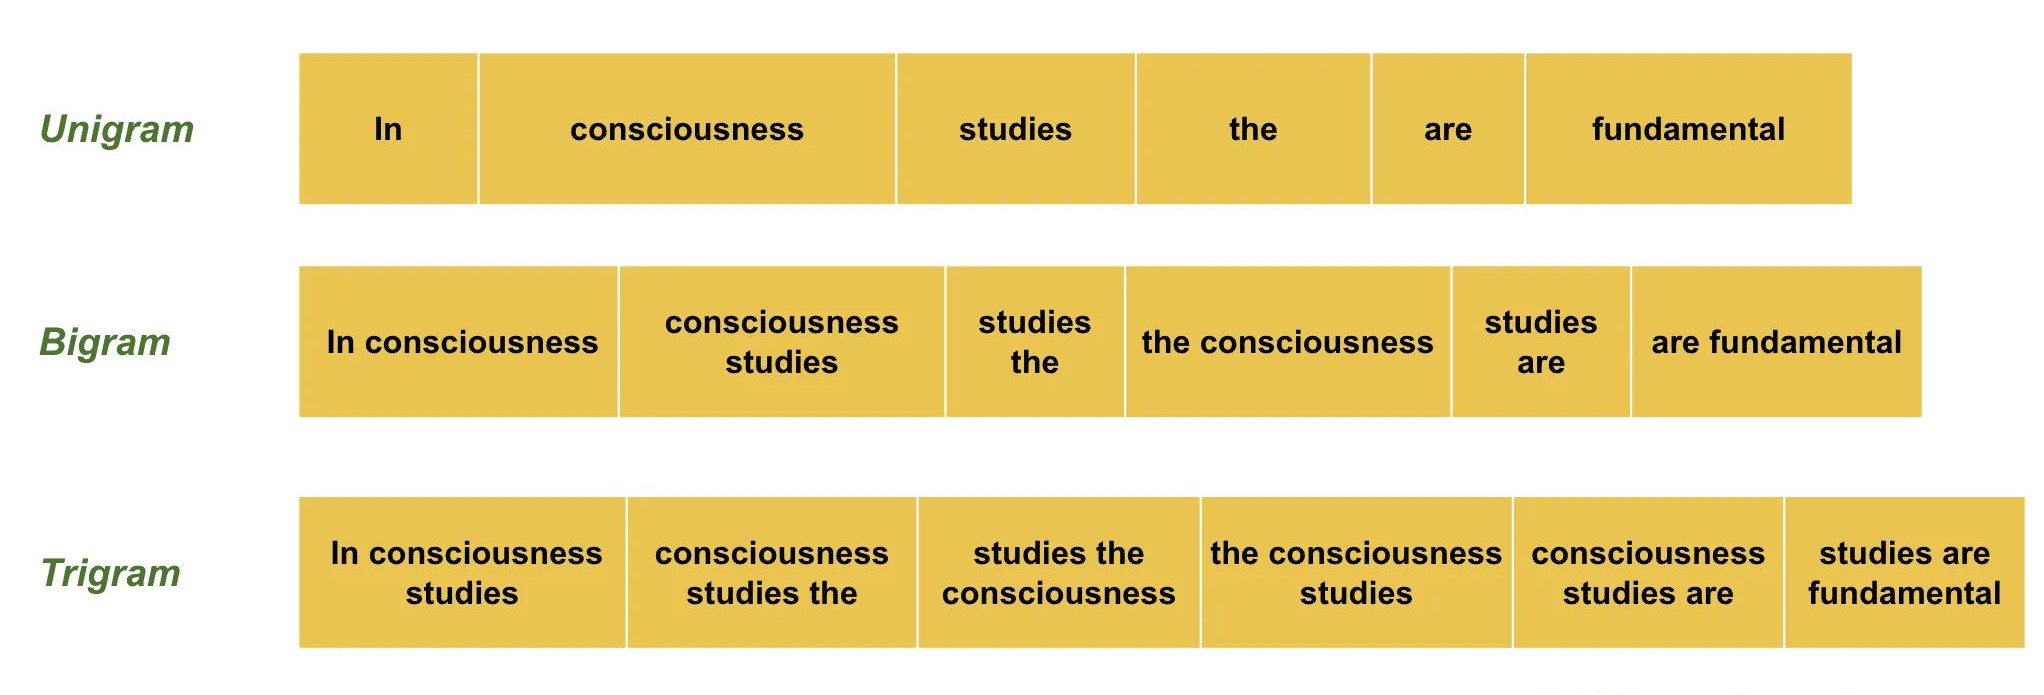 Unigram
In
consciousness
studies
the
are
fundamental
Bigram
In consciousness
consciousness
studies
studies
the
the consciousness
studies
are
are fundamental
Trigram
In consciousness
studies
consciousness
studies the
studies the
consciousness
the consciousness
studies
consciousness
studies are
studies are
fundamental